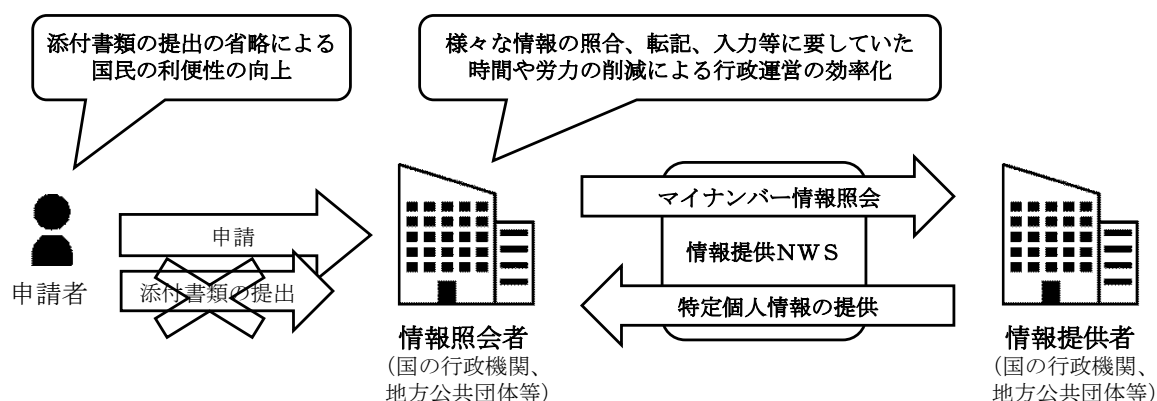 添付書類の提出の省略による
国民の利便性の向上
様々な情報の照合、転記、入力等に要していた
時間や労力の削減による行政運営の効率化
申請者
申請
添付書類の提出
情報照会者
(国の行政機関、
地方公共団体等)
マイナンバー情報照会
情報提供NWS
特定個人情報の提供
情報提供者
(国の行政機関、
地方公共団体等)